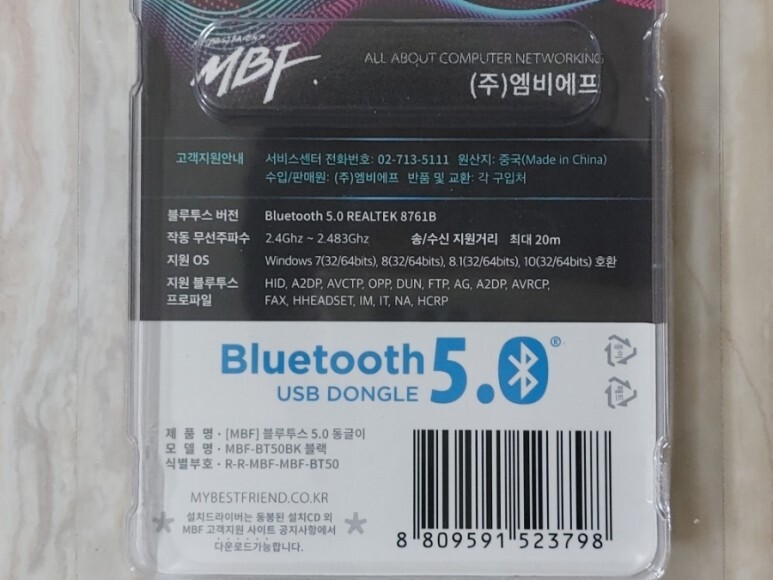 MBF
ALL ABOUT COMPUTER NETWORKING
(주)엠비에프
고객지원안내 서비스센터 전화번호: 02-713-5111 원산지: 중국(Made in China)
수입/판매원: (주)엠비에프 반품 및 교환: 각 구입처
블루투스 버전 Bluetooth 5.0 REALTEK 8761B
작동 무선주파수 2.4Ghz ~ 2.483Ghz 송/수신 지원거리 최대 20m
지원 OS Windows 7(32/64bits), 8(32/64bits), 8.1(32/64bits), 10(32/64bits) 호환
지원 블루투스 HID, A2DP, AVCTP, OPP, DUN, FTP, AG, A2DP, AVRCP,
프로파일 FAX, HHEADSET, IM, IT, NA, HCRP
Bluetooth 5.0®
USB DONGLE
제 품 명 - [MBF] 블루투스 5.0 동글이
모 델 명 - MBF-BT50BK 블랙
식별부호 - R-R-MBF-MBF-BT50
MYBESTFRIEND.CO.KR
* 설치드라이버는 동봉된 설치CD 외 *
MBF 고객지원 사이트 공지사항에서
다운로드가능합니다.
8 809591 523798